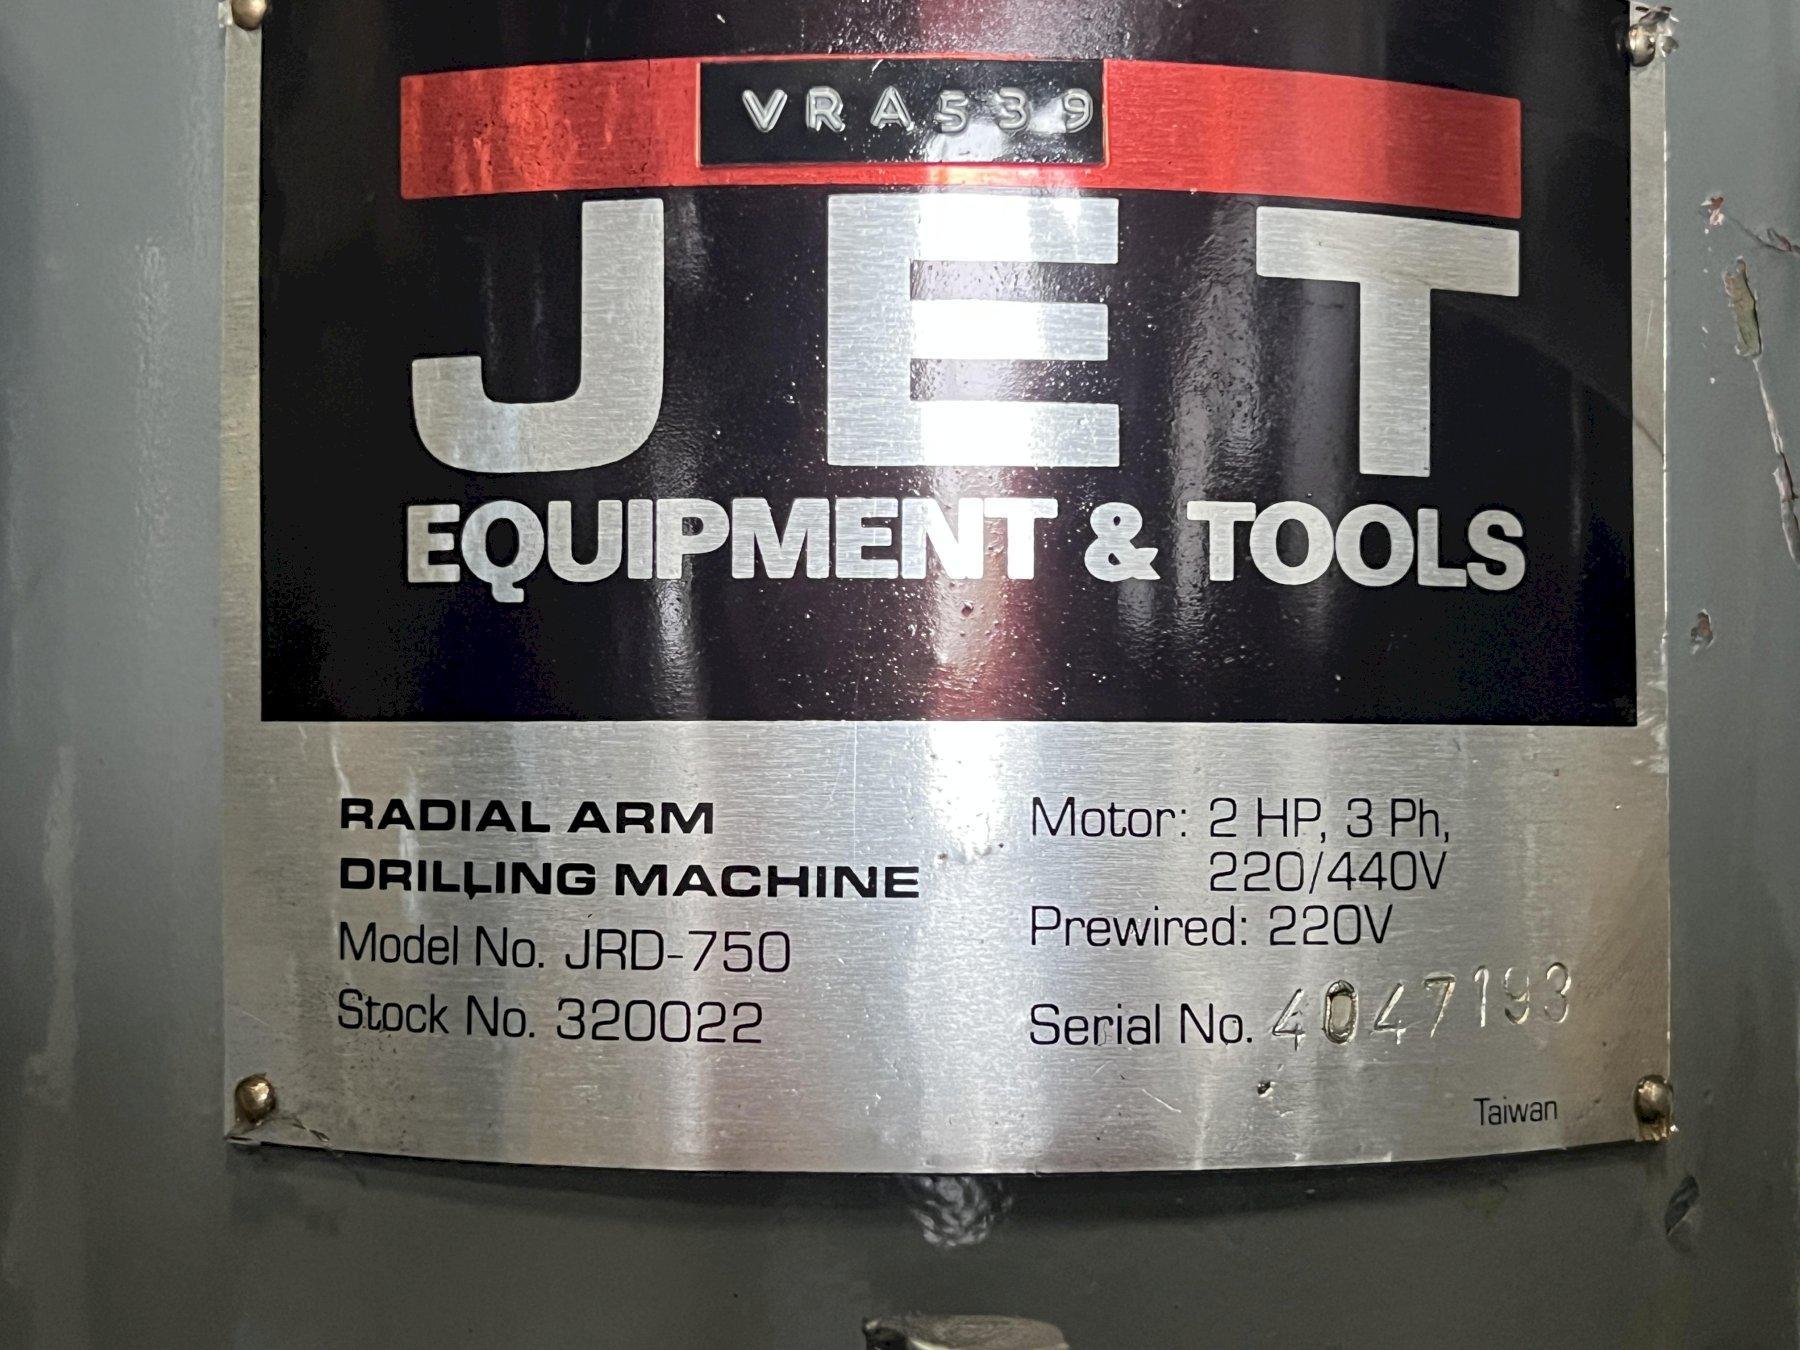 VRA539
JET
EQUIPMENT & TOOLS
RADIAL ARM
DRILLING MACHINE
Model No. JRD-750
Stock No. 320022
Motor: 2 HP, 3 Ph,
220/440V
Prewired: 220V
Serial No. 4047193
Taiwan